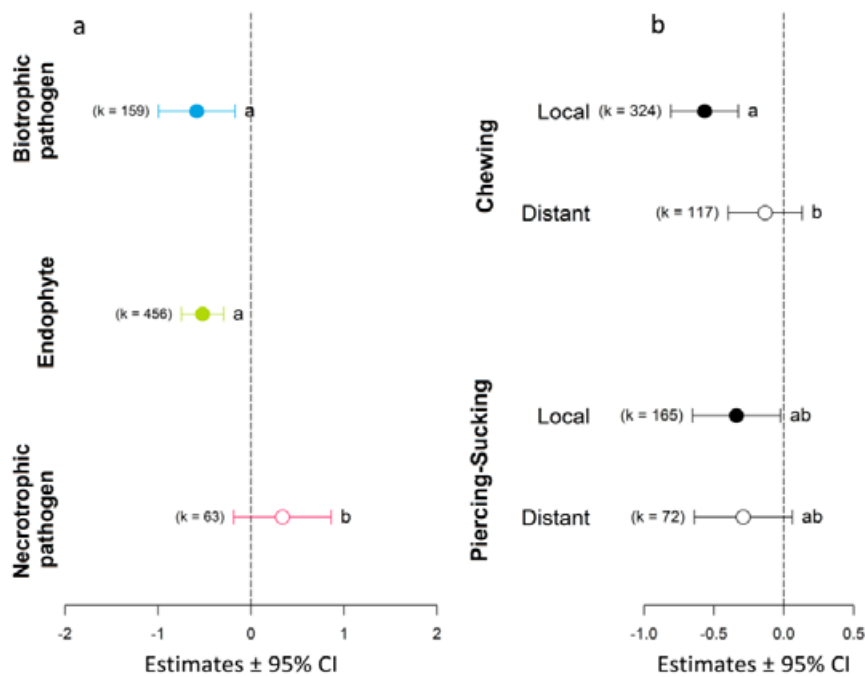 a
Biotrophic
pathogen
(k = 159)
a
Endophyte
(k = 456)
a
Necrotrophic
pathogen
(k = 63)
b
-2
-1
0
1
2
Estimates ± 95% CI
b
Chewing
Local
(k = 324)
a
Distant
(k = 117)
b
Piercing-Sucking
Local
(k = 165)
ab
Distant
(k = 72)
ab
-1.0
-0.5
0.0
0.5
Estimates ± 95% CI